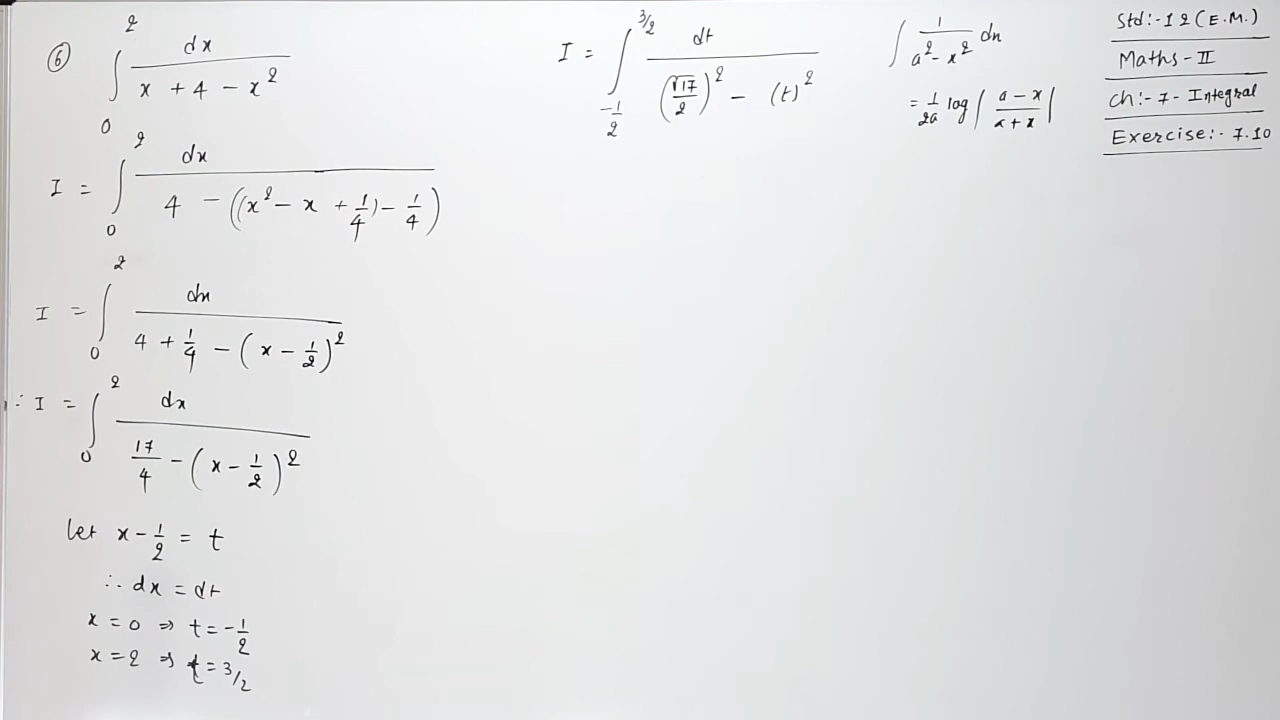 ⑥ ∫₀² dx / (x + 4 − x²)
I = ∫₀² dx / (4 − ((x² − x + 1/4) − 1/4))
I = ∫₀² dx / (4 + 1/4 − (x − 1/2)²)
∴ I = ∫₀² dx / (17/4 − (x − 1/2)²)
let x − 1/2 = t
∴ dx = dt
x = 0 ⇒ t = −1/2
x = 2 ⇒ t = 3/2
I = ∫_{−1/2}^{3/2} dt / ((√17/2)² − (t)²)
∫ 1/(a² − x²) dx
= 1/2a log | (a − x)/(a + x) |
Std:- 12 (E.M.)
Maths - II
Ch:- 7 - Integral
Exercise:- 7.10